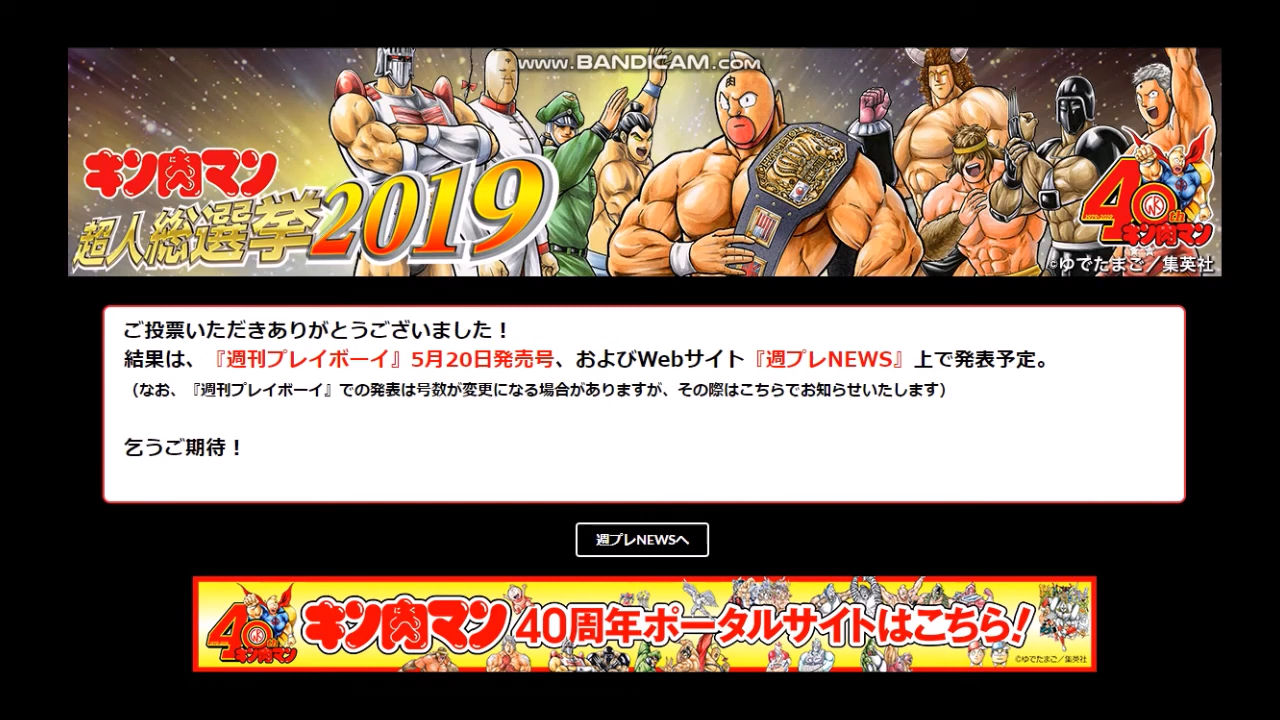 www.BANDICAM.COM
肉
キン肉マン
超人総選挙2019
40th
1979-2019
キン肉マン
©ゆでたまご／集英社
ご投票いただきありがとうございました！
結果は、『週刊プレイボーイ』5月20日発売号、およびWebサイト『週プレNEWS』上で発表予定。
（なお、『週刊プレイボーイ』での発表は号数が変更になる場合がありますが、その際はこちらでお知らせいたします）
乞うご期待！
週プレNEWSへ
40th キン肉マン
キン肉マン 40周年ポータルサイトはこちら!
©ゆでたまご／集英社